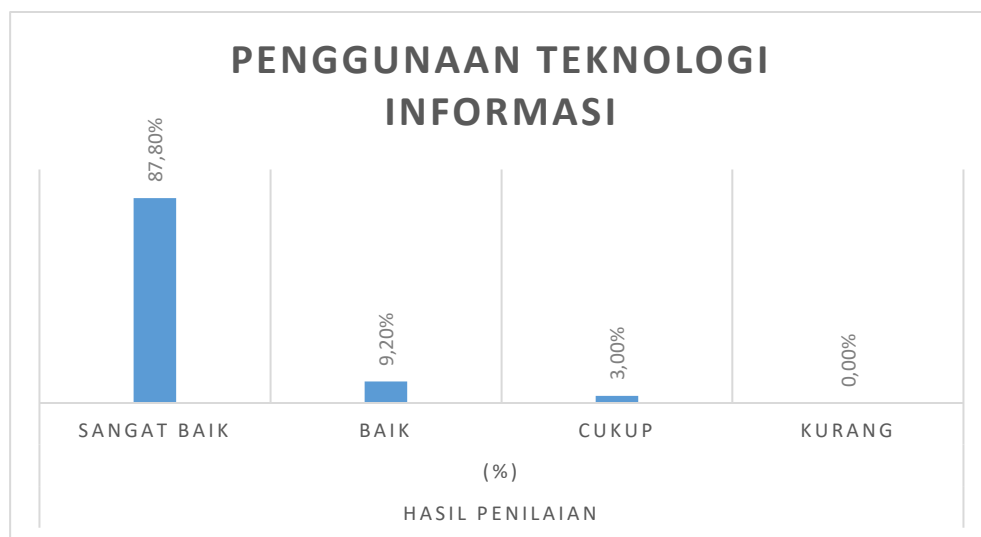 PENGGUNAAN TEKNOLOGI
INFORMASI
87,80%
9,20%
3,00%
0,00%
SANGAT BAIK
BAIK
CUKUP
KURANG
(%)
HASIL PENILAIAN